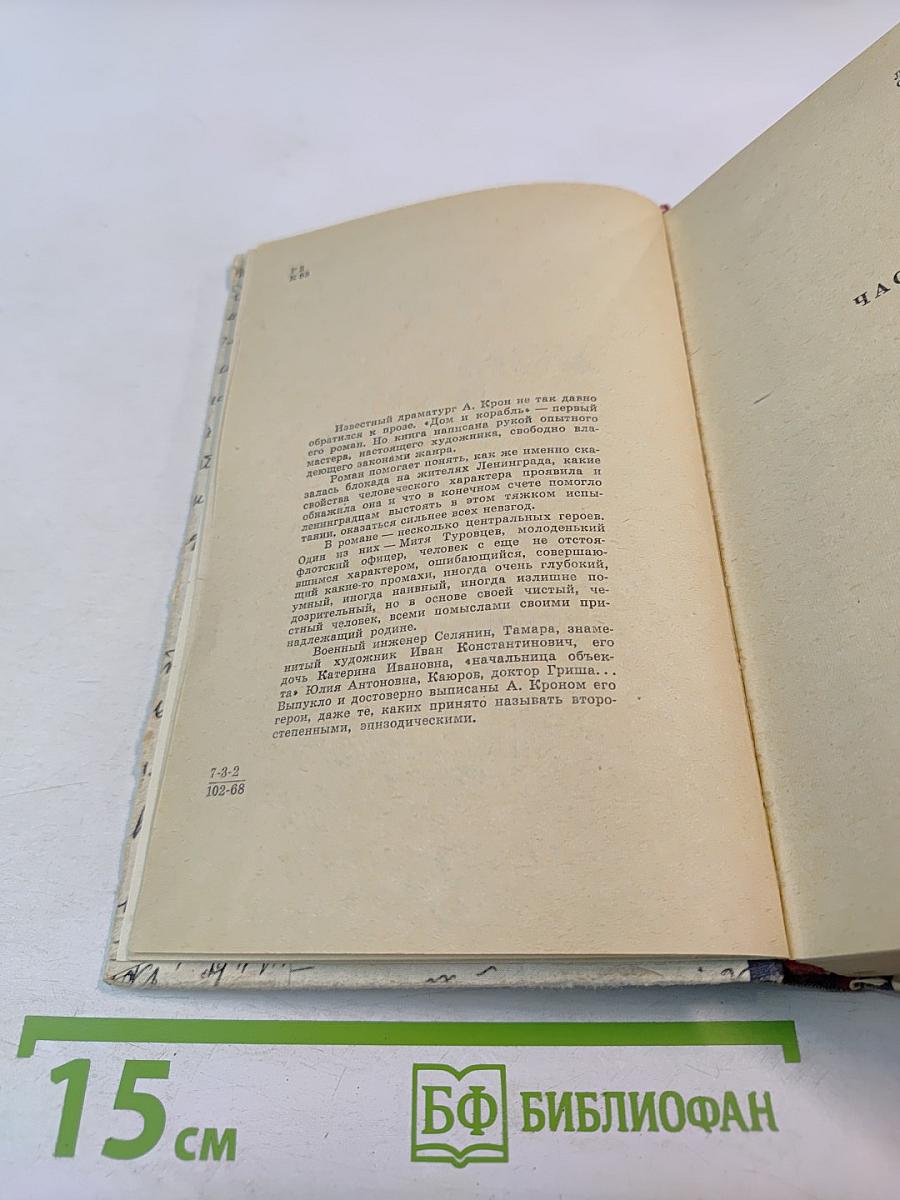 Р 2
К 68
Известный драматург А. Крон не так давно
обратился к прозе. «Дом и корабль» — первый
его роман. Но книга написана рукой опытного
мастера, настоящего художника, свободно вла-
деющего законами жанра.
Роман помогает понять, как же именно ска-
залась блокада на жителях Ленинграда, какие
свойства человеческого характера проявила и
обнажила она и что в конечном счете помогло
ленинградцам выстоять в этом тяжком испы-
тании, оказаться сильнее всех невзгод.
В романе — несколько центральных героев.
Один из них — Митя Туровцев, молоденький
флотский офицер, человек с еще не отстоя-
вшимся характером, ошибающийся, совершаю-
щий какие-то промахи, иногда очень глубокий,
умный, иногда наивный, иногда излишне по-
дозрительный, но в основе своей чистый, че-
стный человек, всеми помыслами своими при-
надлежащий родине.
Военный инженер Селянин, Тамара, знаме-
нитый художник Иван Константинович, его
дочь Катерина Ивановна, «начальница объек-
та» Юлия Антоновна, Каюров, доктор Гриша...
Выпукло и достоверно выписаны А. Кроном его
герои, даже те, каких принято называть второ-
степенными, эпизодическими.
7-3-2
102-68
ЧАС
15 см
БФ БИБЛИОФАН